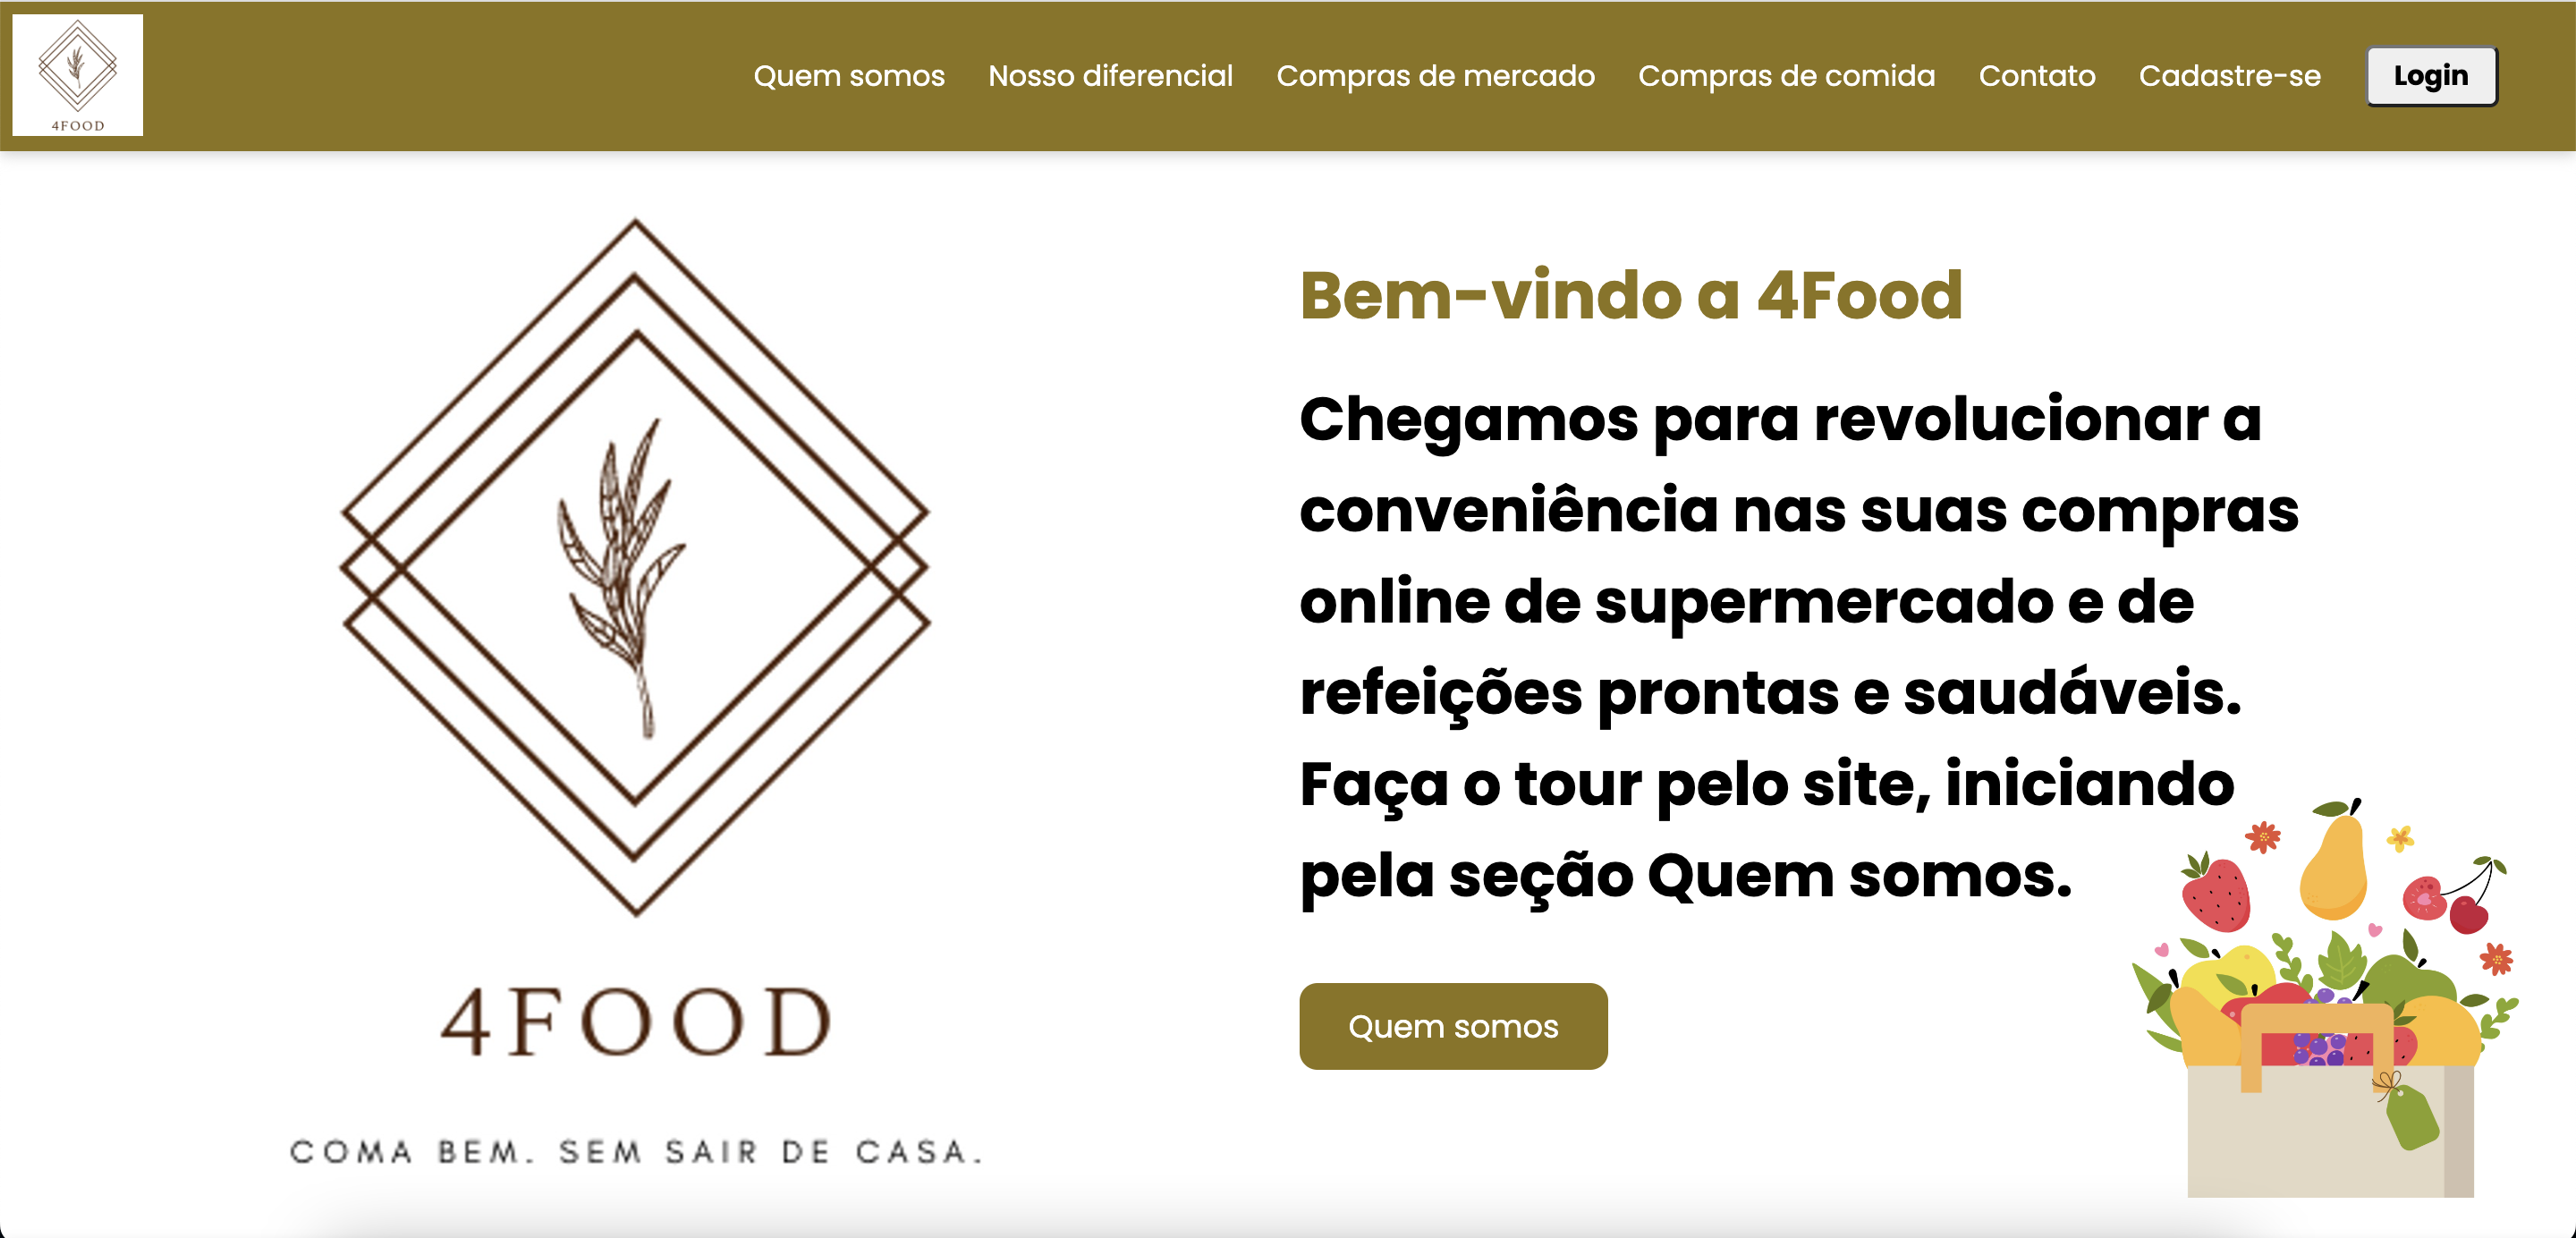 4FOOD
Quem somos
Nosso diferencial
Compras de mercado
Compras de comida
Contato
Cadastre-se
Login
4FOOD
COMA BEM. SEM SAIR DE CASA.
Bem-vindo a 4Food
Chegamos para revolucionar a
conveniência nas suas compras
online de supermercado e de
refeições prontas e saudáveis.
Faça o tour pelo site, iniciando
pela seção Quem somos.
Quem somos